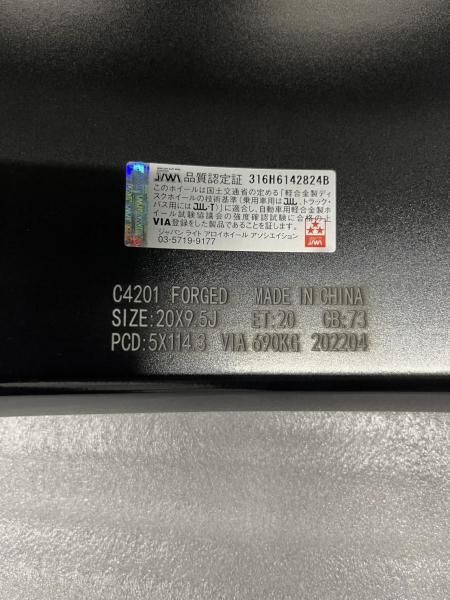 JAWA 品質認定証 316H6142824B
このホイールは国土交通省の定める「軽合金製ディ
スクホイールの技術基準（乗用車用はJWL、トラック・
バス用にはJWL-T）」に適合し、自動車用軽合金製ホ
イール試験協議会の強度確認試験に合格の上
VIA登録をした製品であることを証します。
ジャパン ライト アロイホイール アソシエイション
03-5719-9177
C4201 FORGED MADE IN CHINA
SIZE:20X9.5J ET:20 CB:73
PCD:5X114.3 VIA 690KG 202204